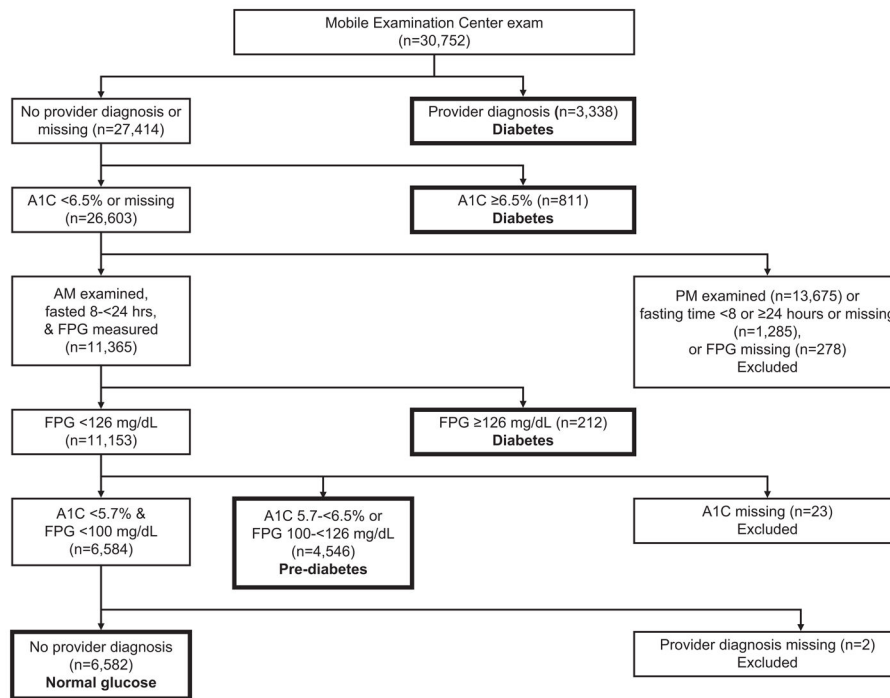 Mobile Examination Center exam
(n=30,752)
No provider diagnosis or
missing (n=27,414)
Provider diagnosis (n=3,338)
Diabetes
A1C <6.5% or missing
(n=26,603)
A1C ≥6.5% (n=811)
Diabetes
AM examined,
fasted 8-<24 hrs,
& FPG measured
(n=11,365)
PM examined (n=13,675) or
fasting time <8 or ≥24 hours or missing
(n=1,285),
or FPG missing (n=278)
Excluded
FPG <126 mg/dL
(n=11,153)
FPG ≥126 mg/dL (n=212)
Diabetes
A1C <5.7% &
FPG <100 mg/dL
(n=6,584)
A1C 5.7-<6.5% or
FPG 100-<126 mg/dL
(n=4,546)
Pre-diabetes
A1C missing (n=23)
Excluded
No provider diagnosis
(n=6,582)
Normal glucose
Provider diagnosis missing (n=2)
Excluded